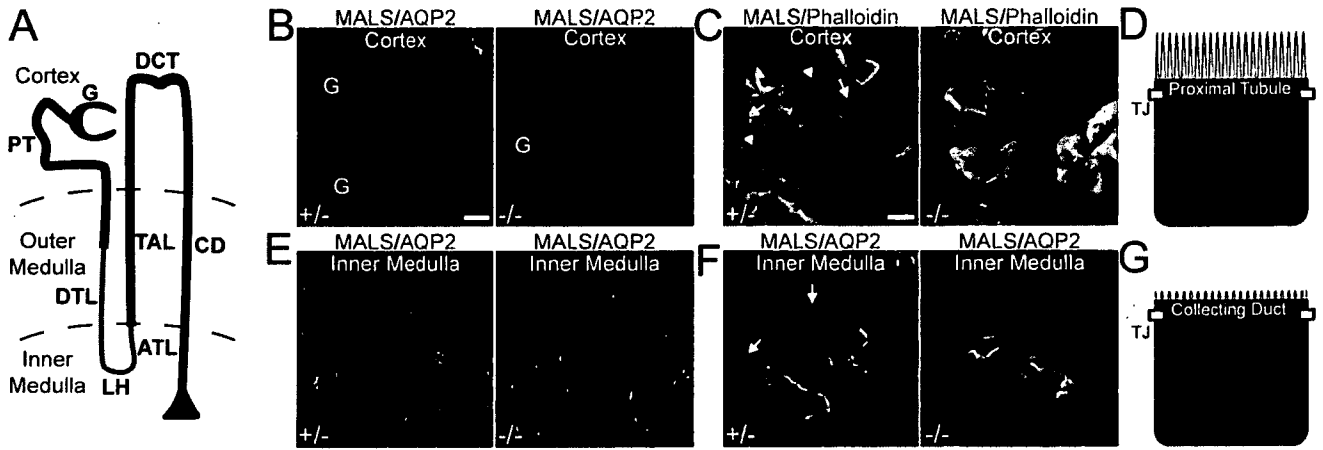 A
Cortex
G
DCT
PT
Outer
Medulla
TAL
CD
DTL
ATL
Inner
Medulla
LH
B
MALS/AQP2
Cortex
G
G
+/-
MALS/AQP2
Cortex
G
-/-
C
MALS/Phalloidin
Cortex
+/-
MALS/Phalloidin
Cortex
-/-
D
Proximal Tubule
TJ
E
MALS/AQP2
Inner Medulla
+/-
MALS/AQP2
Inner Medulla
-/-
F
MALS/AQP2
Inner Medulla
+/-
MALS/AQP2
Inner Medulla
-/-
G
Collecting Duct
TJ